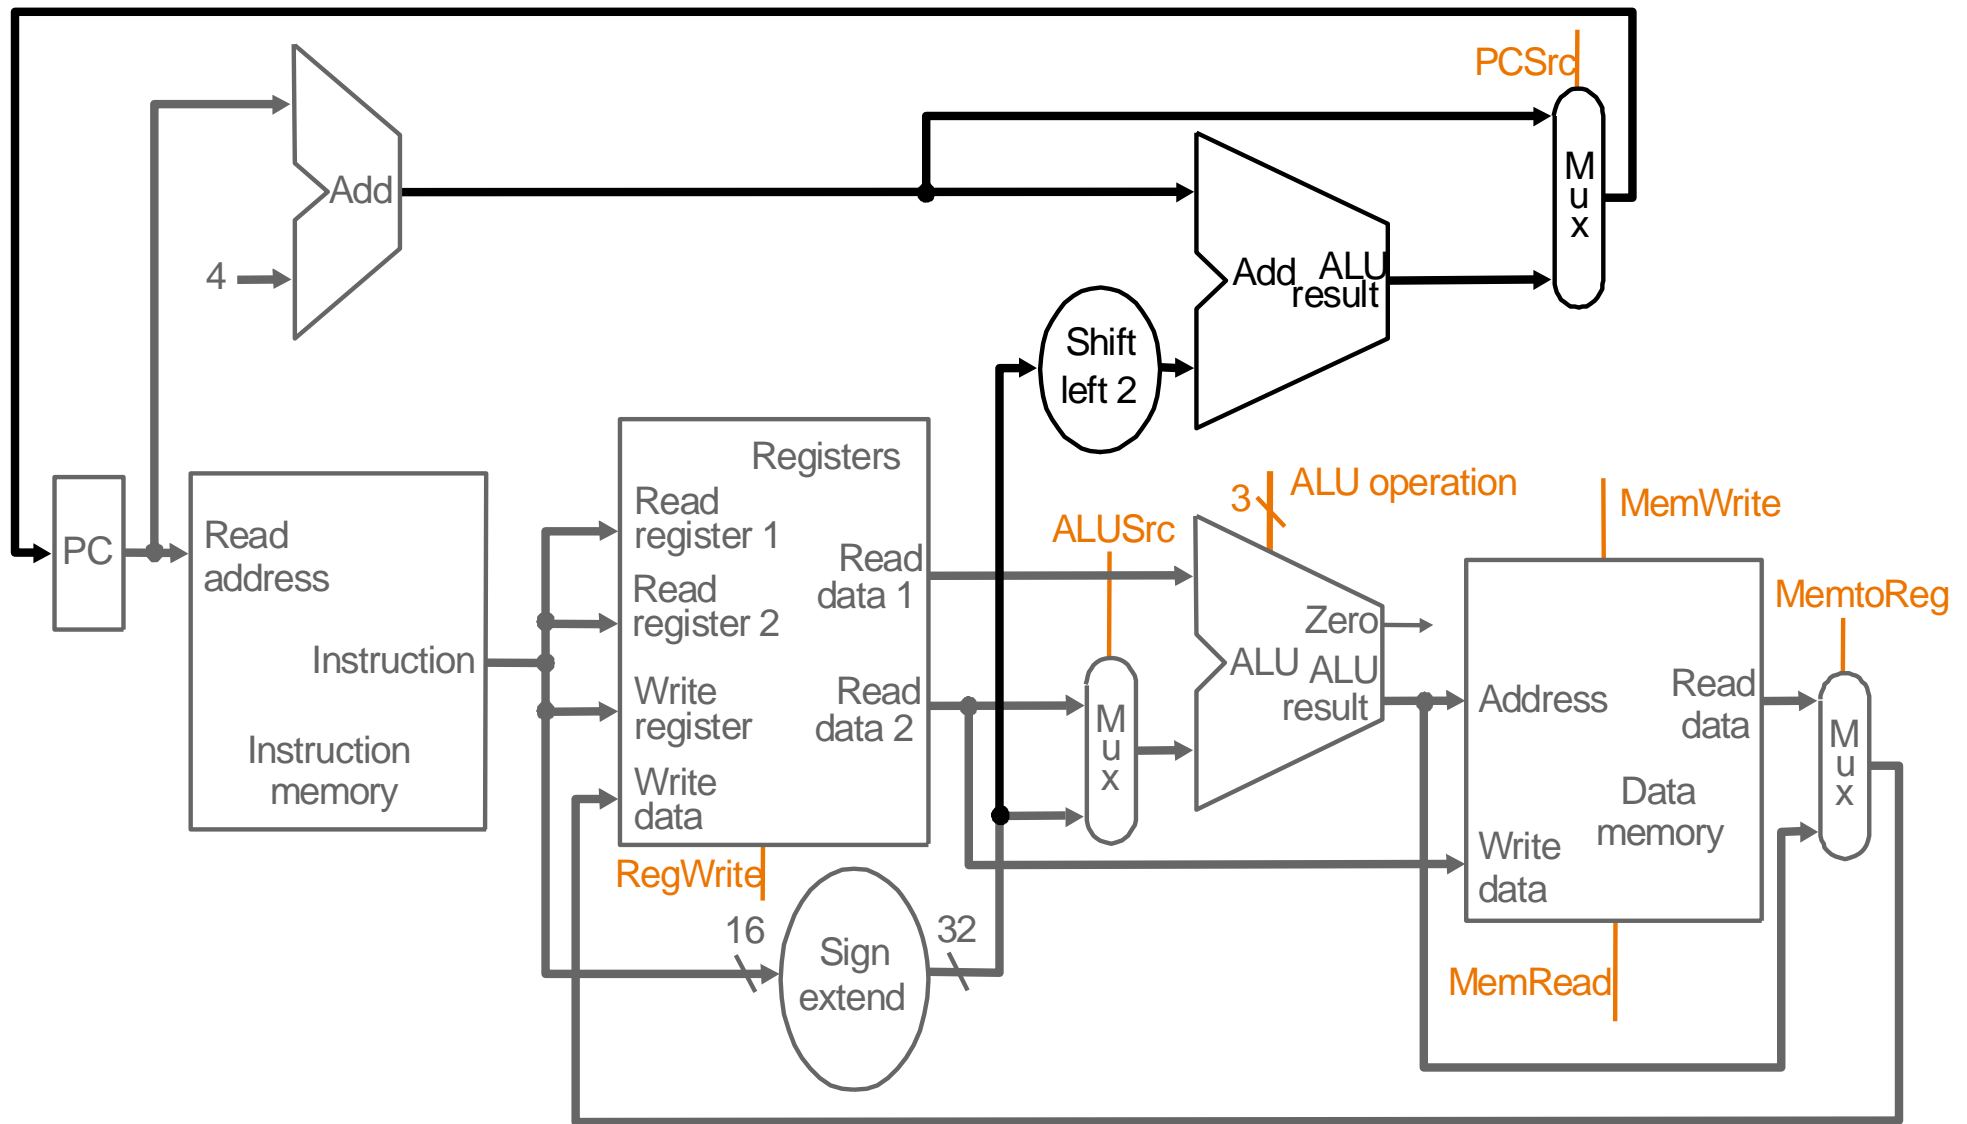 PCSrc
Add
4
M
u
x
Add
ALU
result
Shift
left 2
PC
Read
address
Instruction
Instruction
memory
Registers
Read
register 1
Read
register 2
Write
register
Write
data
Read
data 1
Read
data 2
RegWrite
16
Sign
extend
32
ALUSrc
M
u
x
3
ALU operation
Zero
ALU
ALU
result
MemWrite
Address
Read
data
Data
memory
Write
data
MemRead
MemtoReg
M
u
x